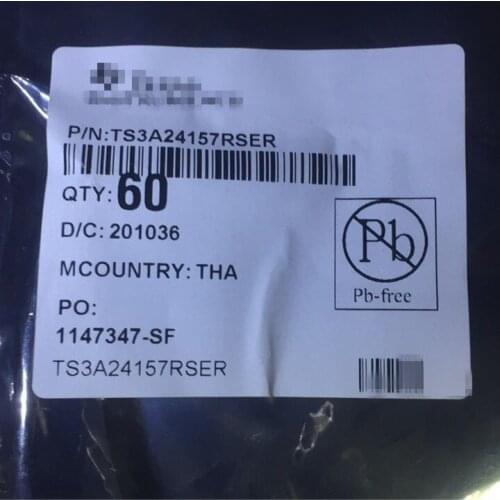 P/N:TS3A24157RSER
QTY: 60
D/C: 201036
MCOUNTRY: THA
Pb
Pb-free
PO:
1147347-SF
TS3A24157RSER